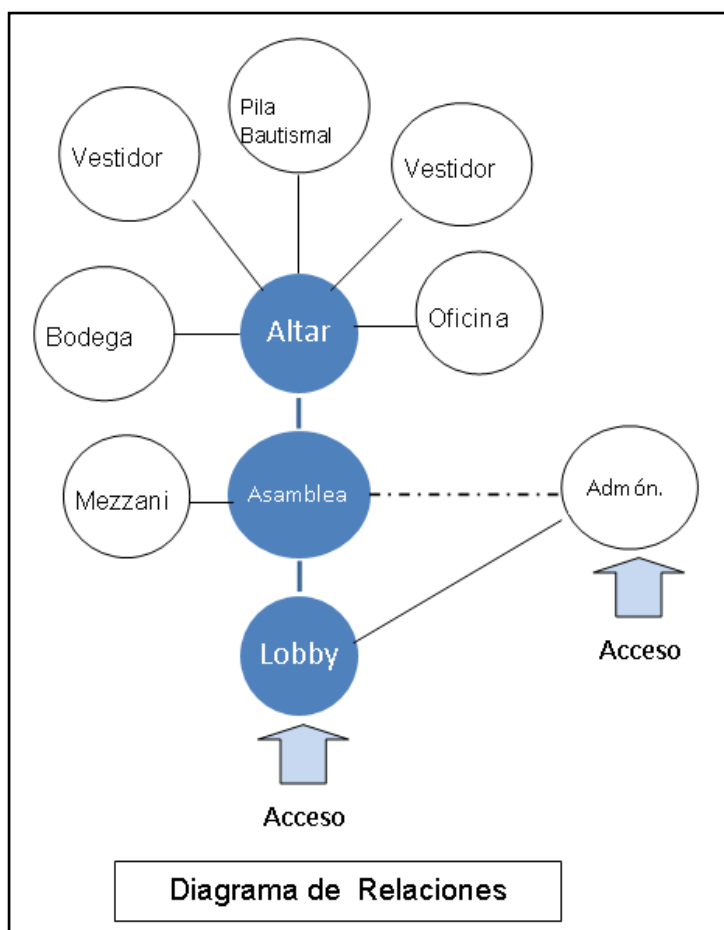 Pila
Bautismal
Vestidor
Vestidor
Altar
Oficina
Bodega
Asamblea
Admón.
Mezzani
Lobby
Acceso
Acceso
Diagrama de Relaciones